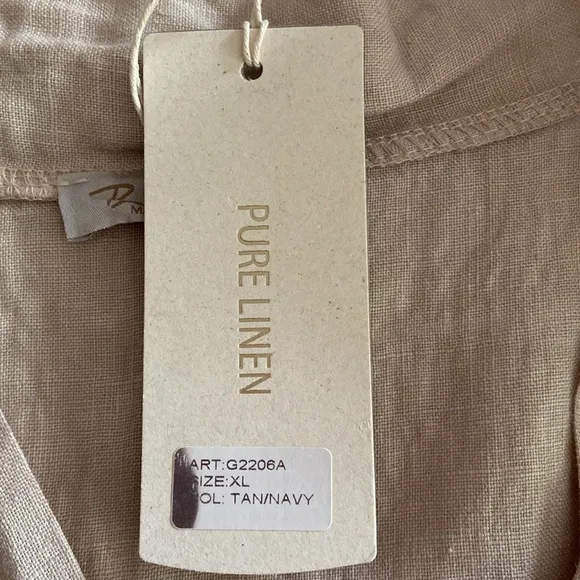 PURE LINEN
ART:G2206A
SIZE:XL
COL: TAN/NAVY